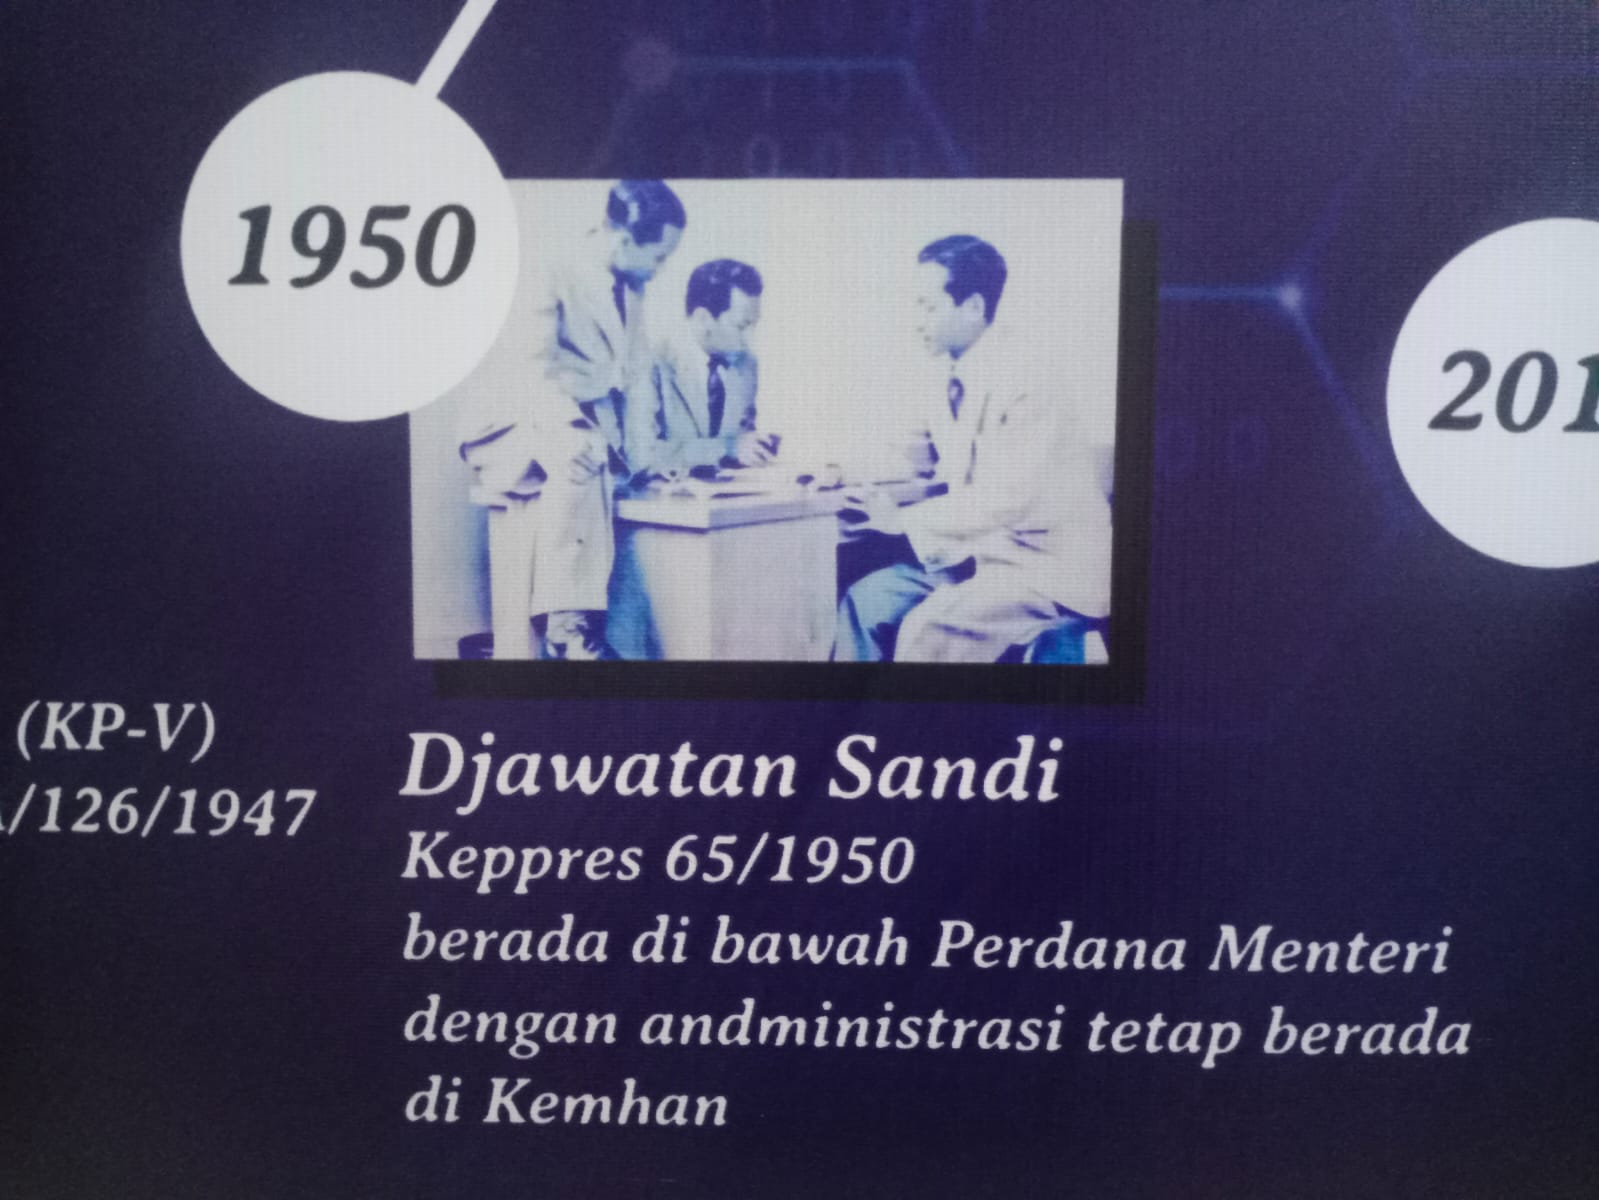 1950
201
(KP-V)
/126/1947
Djawatan Sandi
Keppres 65/1950
berada di bawah Perdana Menteri
dengan andministrasi tetap berada
di Kemhan